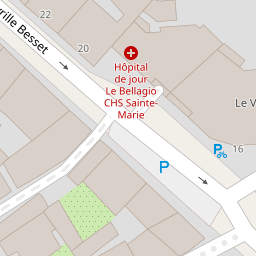 rille Besset
22
20
Hôpital
de jour
Le Bellagio
CHS Sainte-
Marie
Le V
16
P